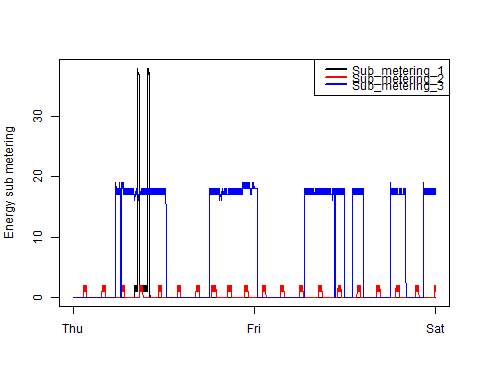 Sub_metering_1
Sub_metering_2
Sub_metering_3
Energy sub metering
30
20
10
0
Thu
Fri
Sat